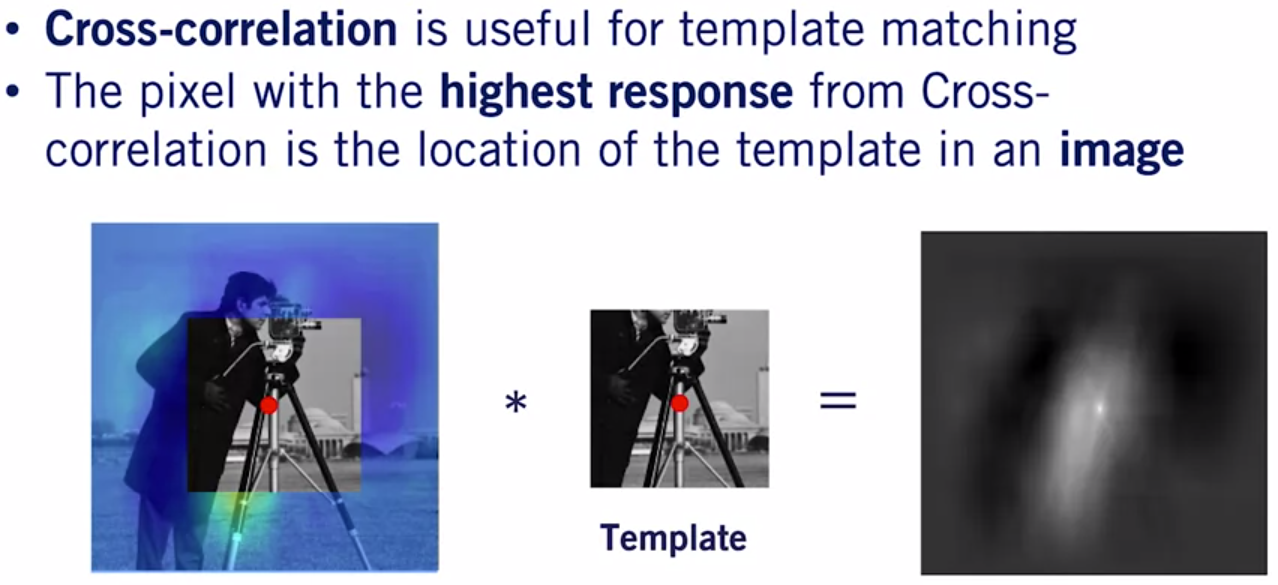 • Cross-correlation is useful for template matching
• The pixel with the highest response from Cross-
correlation is the location of the template in an image
* =
Template